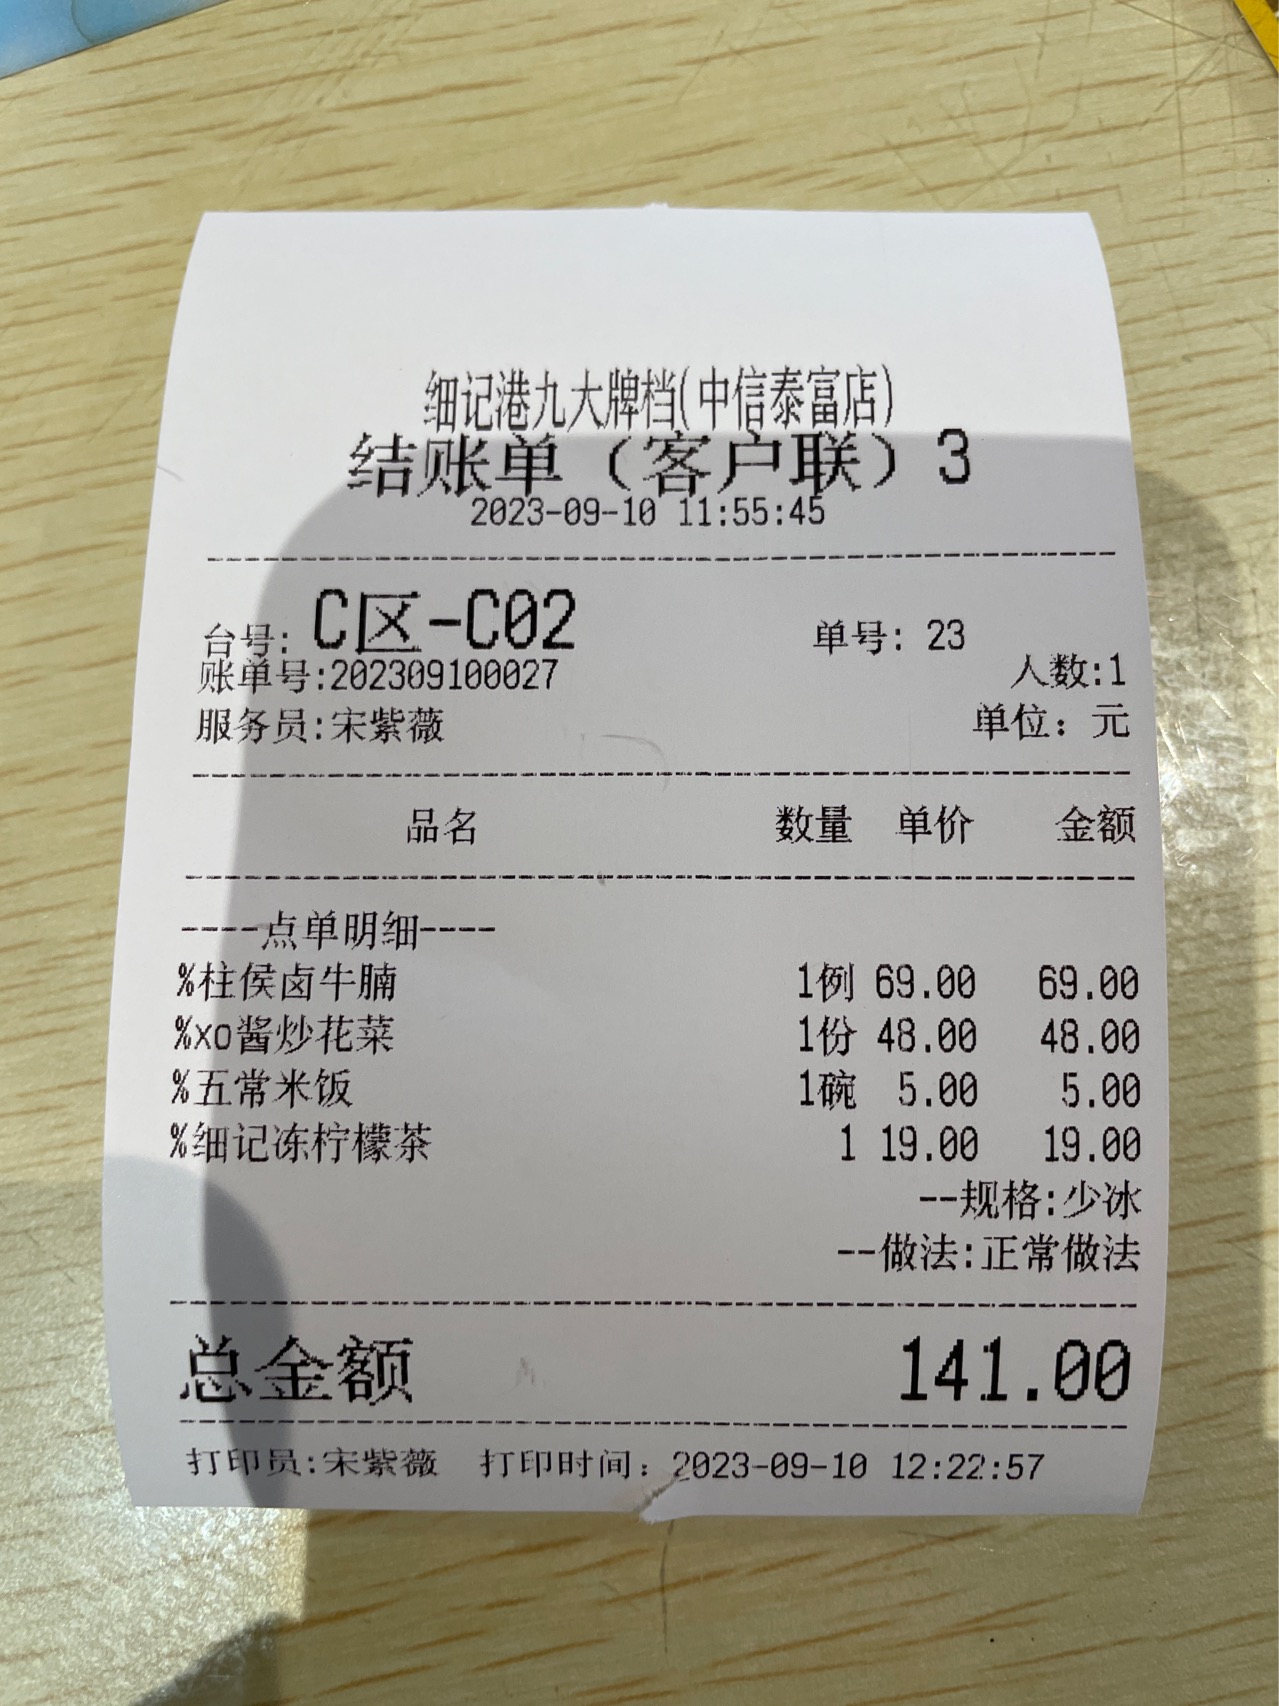 细记港九大牌档(中信泰富店)
结账单（客户联）3
2023-09-10 11:55:45
台号: C区-C02 单号: 23
账单号:202309100027 人数:1
服务员:宋紫薇 单位: 元
品名 数量 单价 金额
----点单明细----
%柱侯卤牛腩 1例 69.00 69.00
%xo酱炒花菜 1份 48.00 48.00
%五常米饭 1碗 5.00 5.00
%细记冻柠檬茶 1 19.00 19.00
--规格:少冰
--做法:正常做法
总金额 141.00
打印员:宋紫薇 打印时间: 2023-09-10 12:22:57